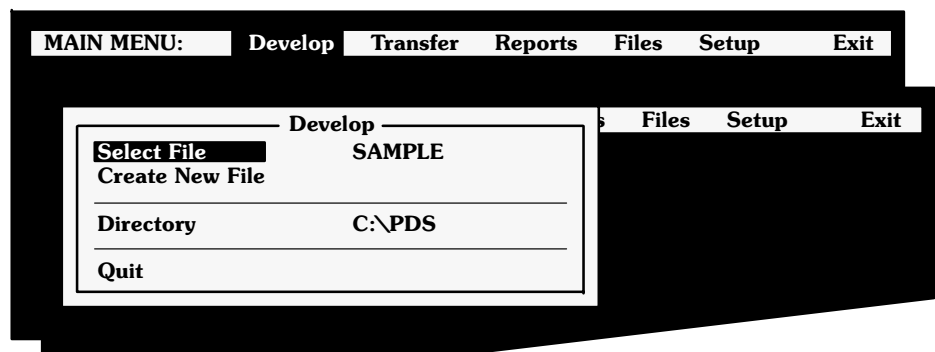 MAIN MENU: Develop Transfer Reports Files Setup Exit
s Files Setup Exit
Develop
Select File SAMPLE
Create New File
Directory C:\PDS
Quit